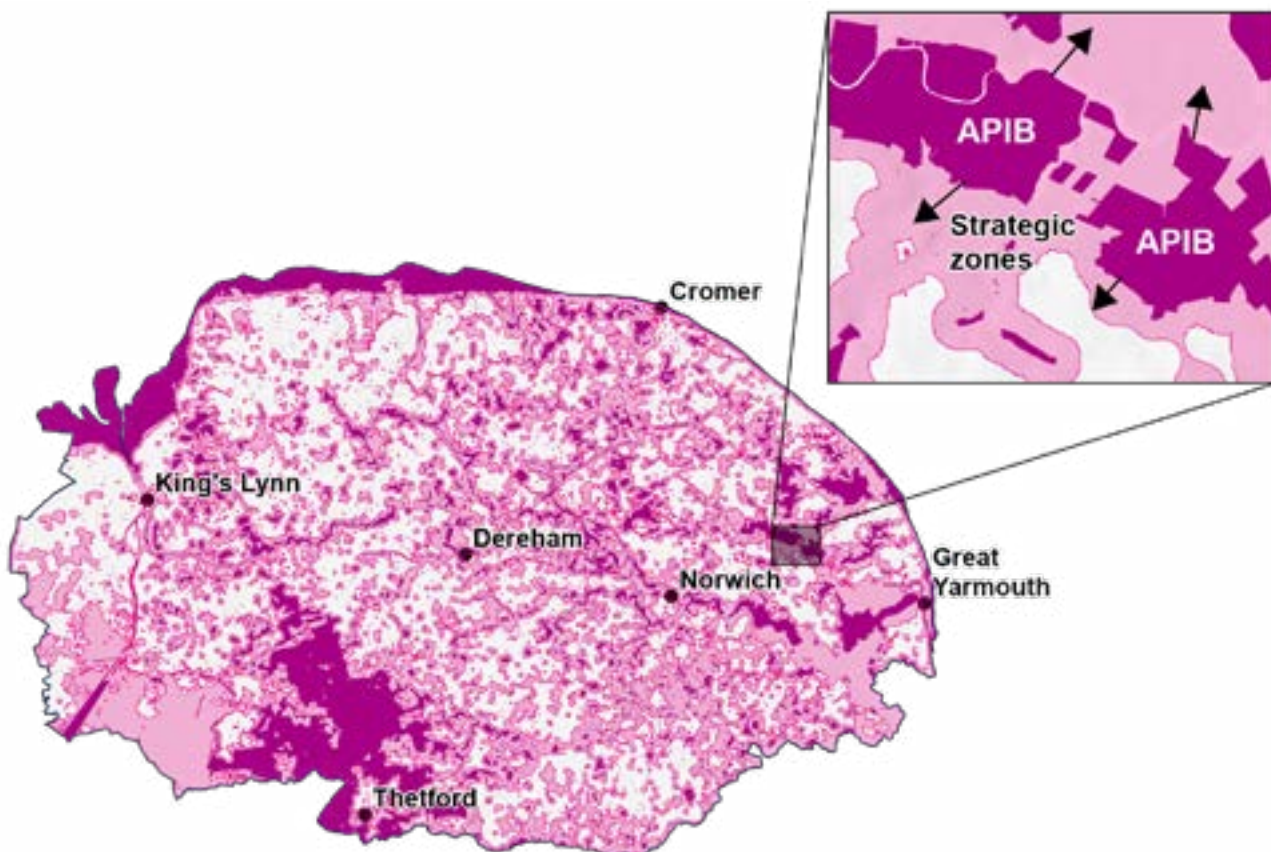 APIB
APIB
Strategic
zones
Cromer
King's Lynn
Dereham
Norwich
Great
Yarmouth
Thetford